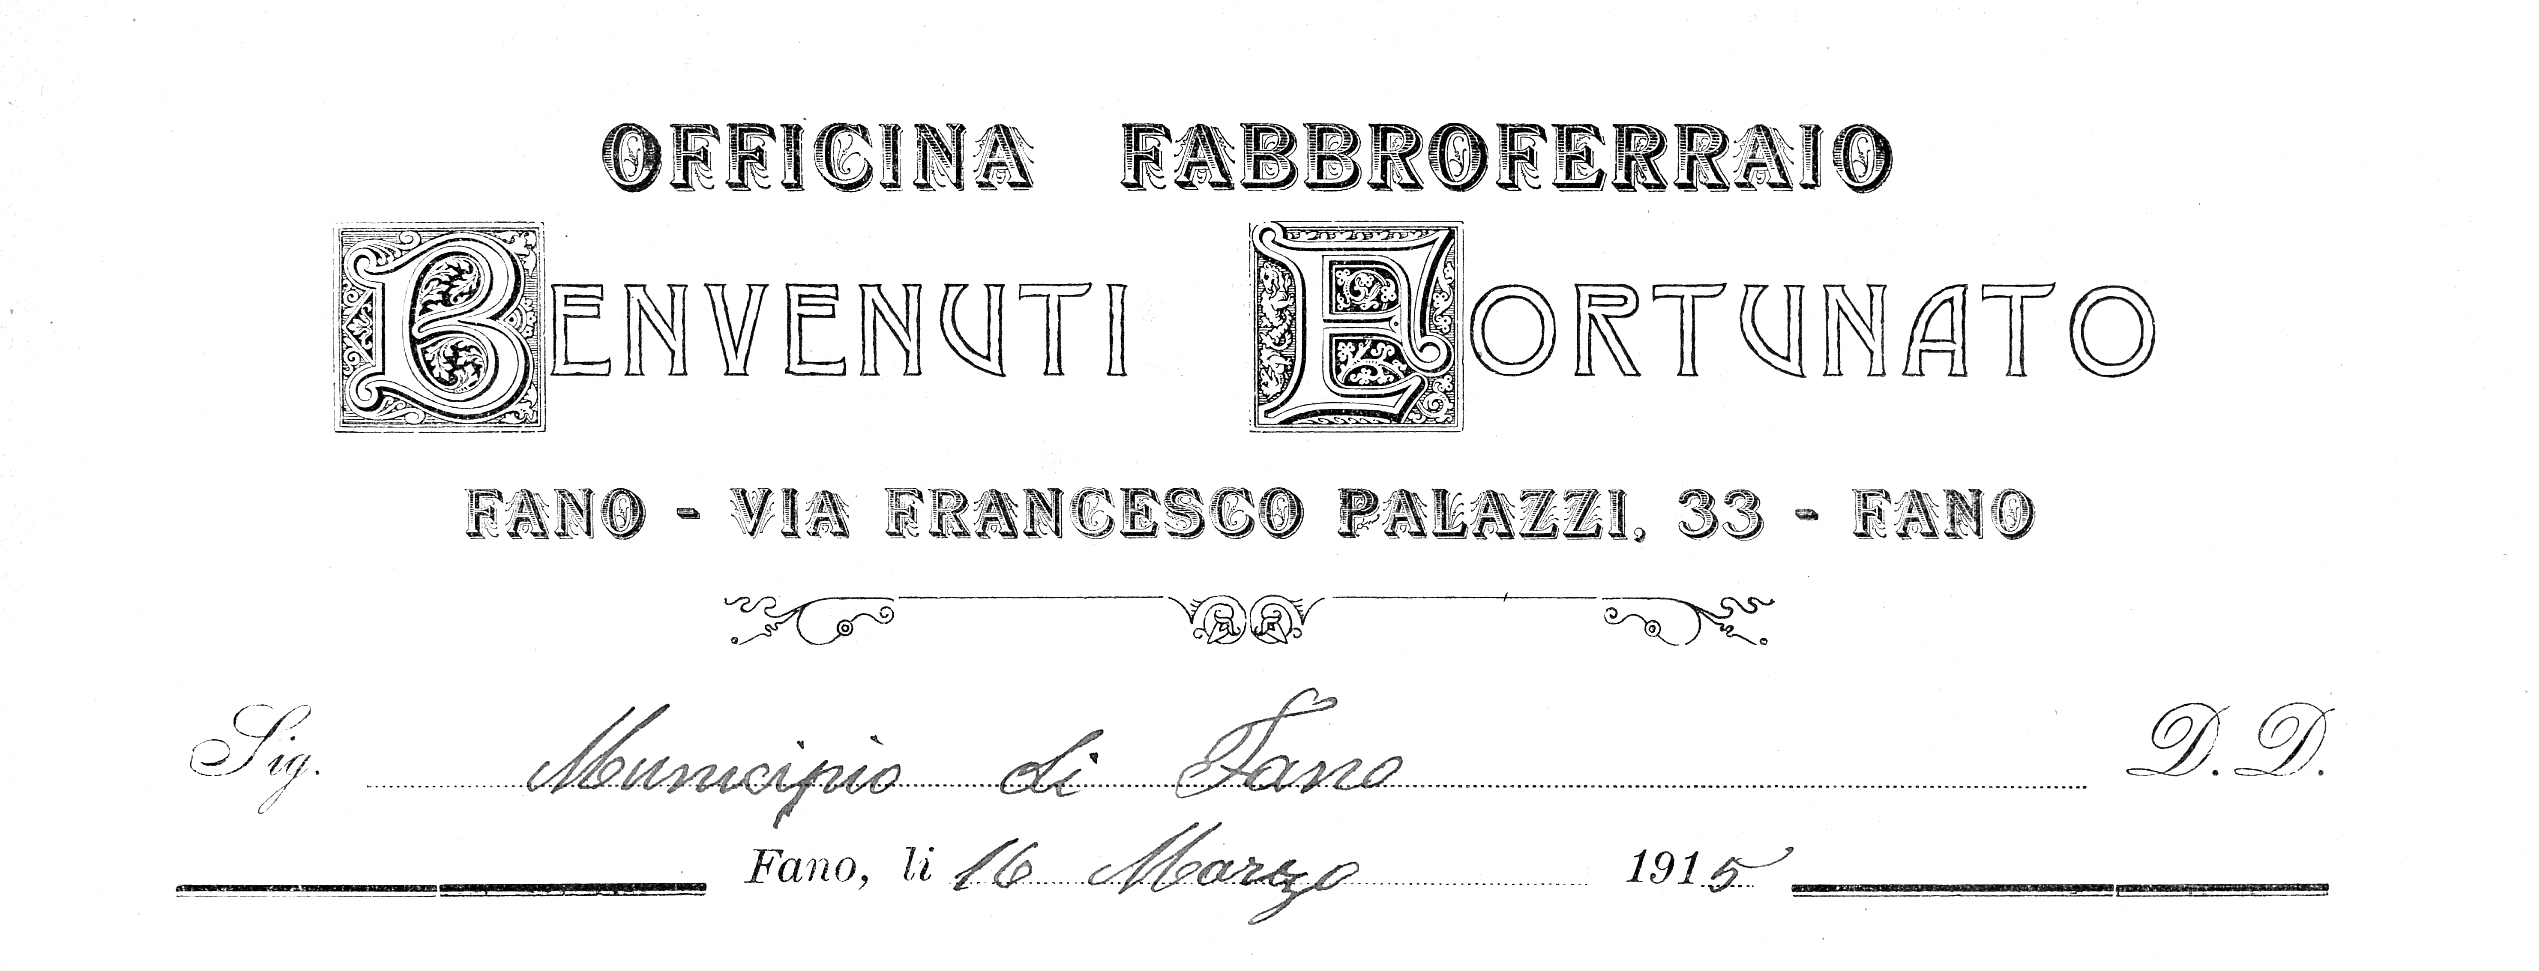 OFFICINA FABBROFERRAIO
BENVENUTI FORTUNATO
FANO - VIA FRANCESCO PALAZZI, 33 - FANO
Sig. Municipio di Fano D. D.
Fano, li 16 Marzo 1915